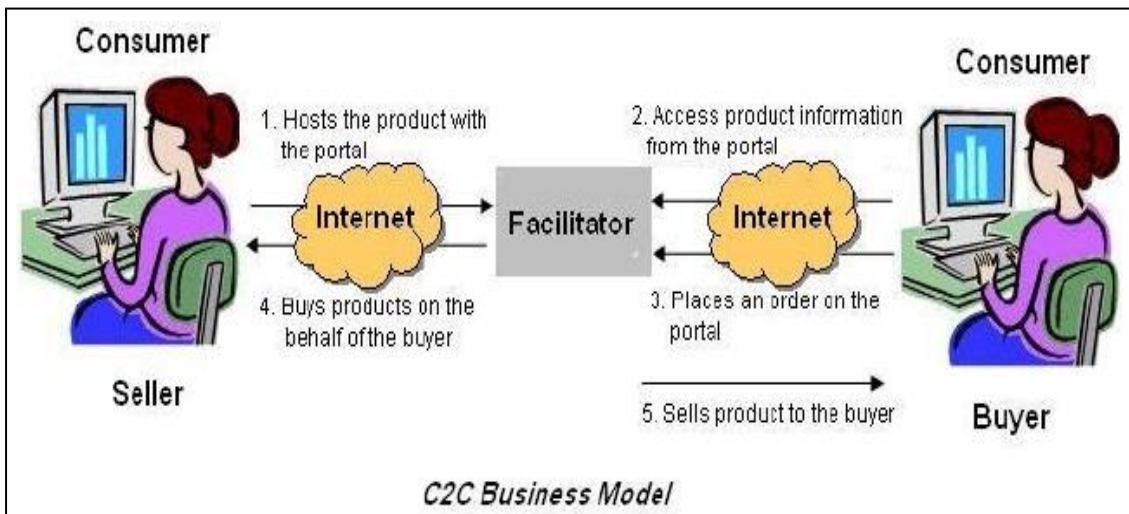 Consumer
Consumer
1. Hosts the product with
the portal
2. Access product information
from the portal
Internet
Facilitator
Internet
4. Buys products on the
behalf of the buyer
3. Places an order on the
portal
Seller
5. Sells product to the buyer
Buyer
C2C Business Model